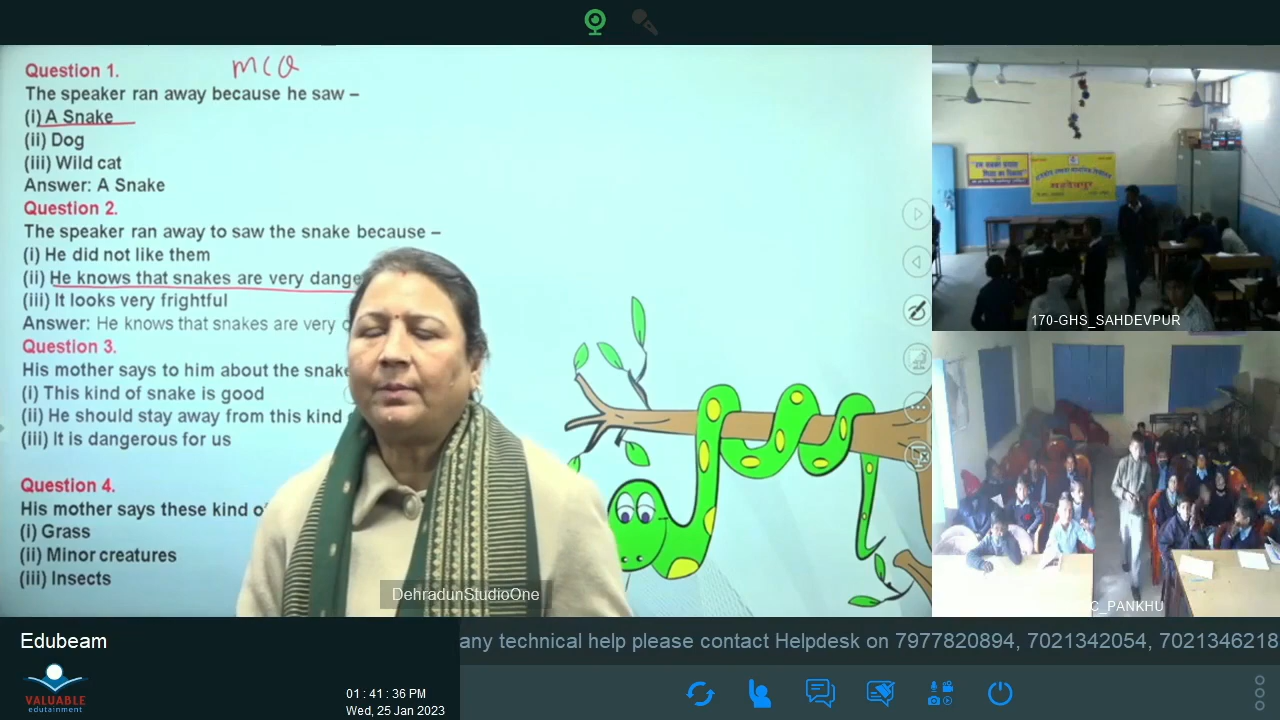 Question 1.
mcQ
The speaker ran away because he saw –
(i) A Snake
(ii) Dog
(iii) Wild cat
Answer: A Snake
Question 2.
The speaker ran away to saw the snake because –
(i) He did not like them
(ii) He knows that snakes are very dange
(iii) It looks very frightful
Answer: He knows that snakes are very
Question 3.
His mother says to him about the snake
(i) This kind of snake is good
(ii) He should stay away from this kind
(iii) It is dangerous for us
Question 4.
His mother says these kind o
(i) Grass
(ii) Minor creatures
(iii) Insects
DehradunStudioOne
170-GHS_SAHDEVPUR
C_PANKHU
Edubeam
any technical help please contact Helpdesk on 7977820894, 7021342054, 7021346218
VALUABLE
edutainment
01 : 41 : 36 PM
Wed, 25 Jan 2023